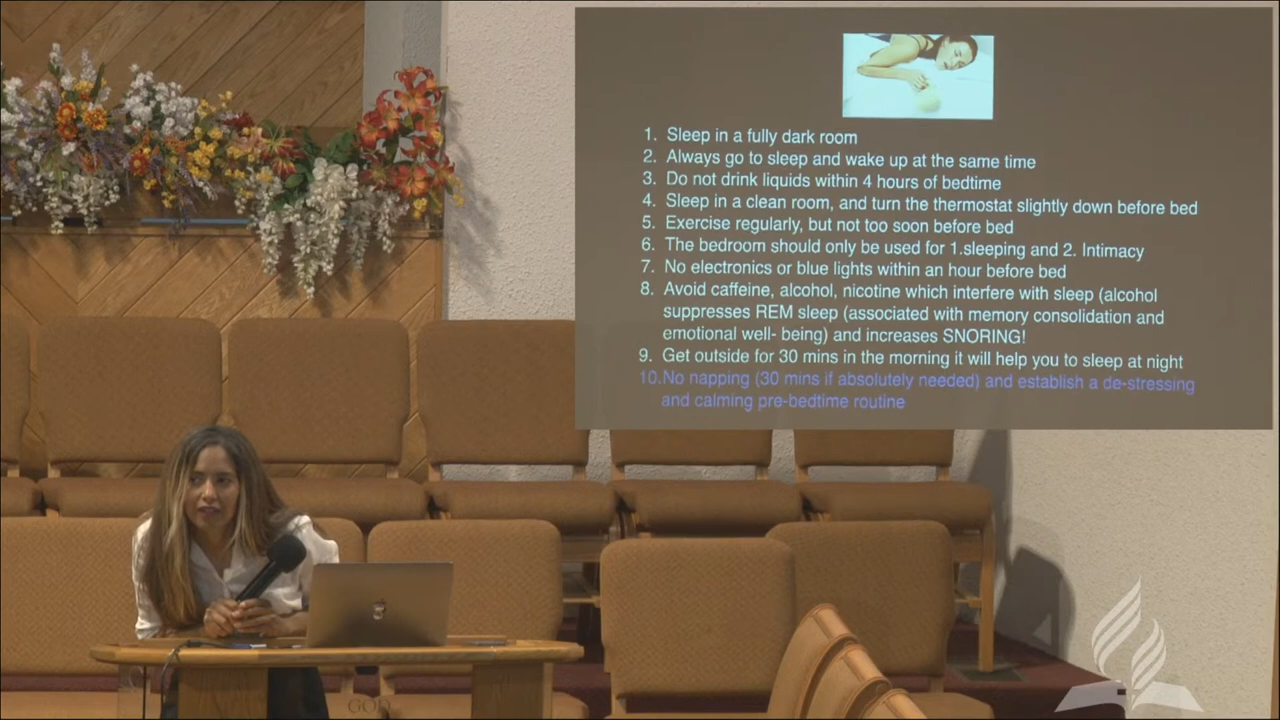 1. Sleep in a fully dark room
2. Always go to sleep and wake up at the same time
3. Do not drink liquids within 4 hours of bedtime
4. Sleep in a clean room, and turn the thermostat slightly down before bed
5. Exercise regularly, but not too soon before bed
6. The bedroom should only be used for 1.sleeping and 2. Intimacy
7. No electronics or blue lights within an hour before bed
8. Avoid caffeine, alcohol, nicotine which interfere with sleep (alcohol
suppresses REM sleep (associated with memory consolidation and
emotional well- being) and increases SNORING!
9. Get outside for 30 mins in the morning it will help you to sleep at night
10.No napping (30 mins if absolutely needed) and establish a de-stressing
and calming pre-bedtime routine
GOD